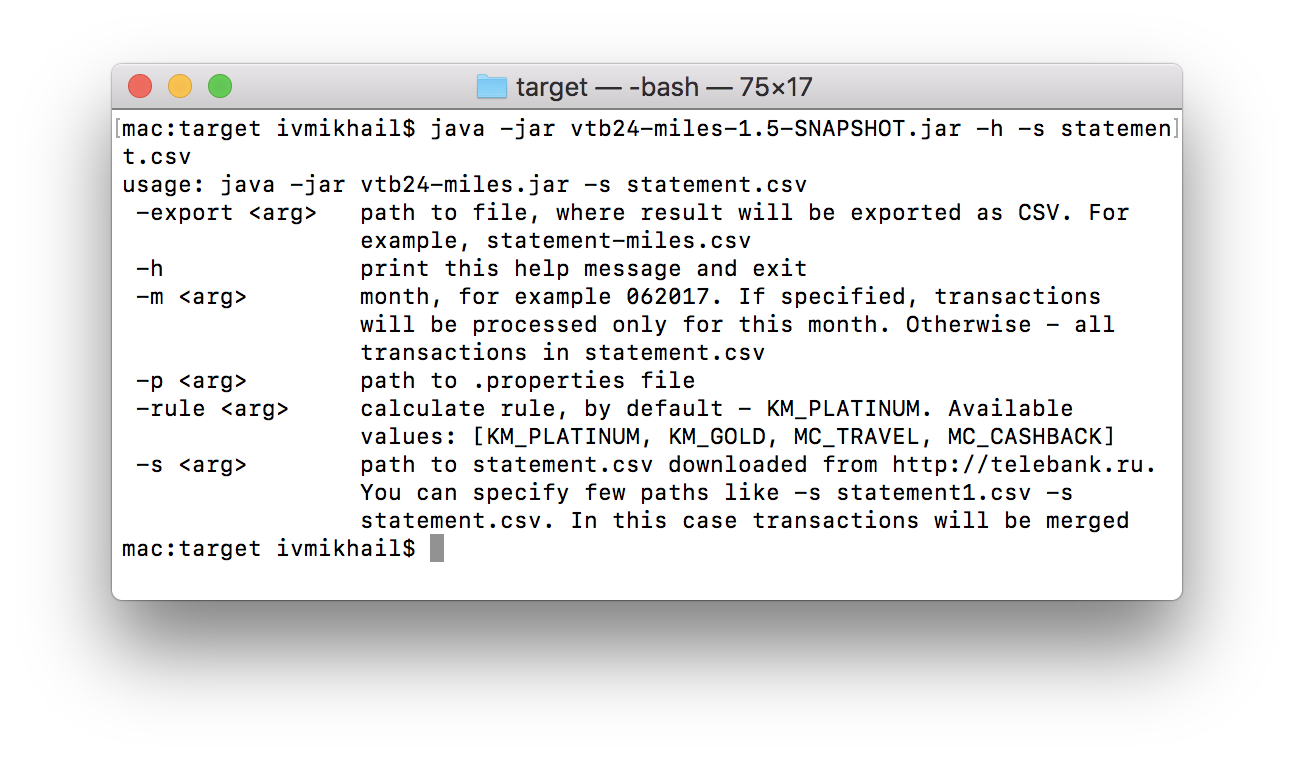 target — -bash — 75×17
mac:target ivmikhail$ java -jar vtb24-miles-1.5-SNAPSHOT.jar -h -s statemen
t.csv
usage: java -jar vtb24-miles.jar -s statement.csv
 -export <arg>   path to file, where result will be exported as CSV. For
                 example, statement-miles.csv
 -h              print this help message and exit
 -m <arg>        month, for example 062017. If specified, transactions
                 will be processed only for this month. Otherwise - all
                 transactions in statement.csv
 -p <arg>        path to .properties file
 -rule <arg>     calculate rule, by default - KM_PLATINUM. Available
                 values: [KM_PLATINUM, KM_GOLD, MC_TRAVEL, MC_CASHBACK]
 -s <arg>        path to statement.csv downloaded from http://telebank.ru.
                 You can specify few paths like -s statement1.csv -s
                 statement.csv. In this case transactions will be merged
mac:target ivmikhail$